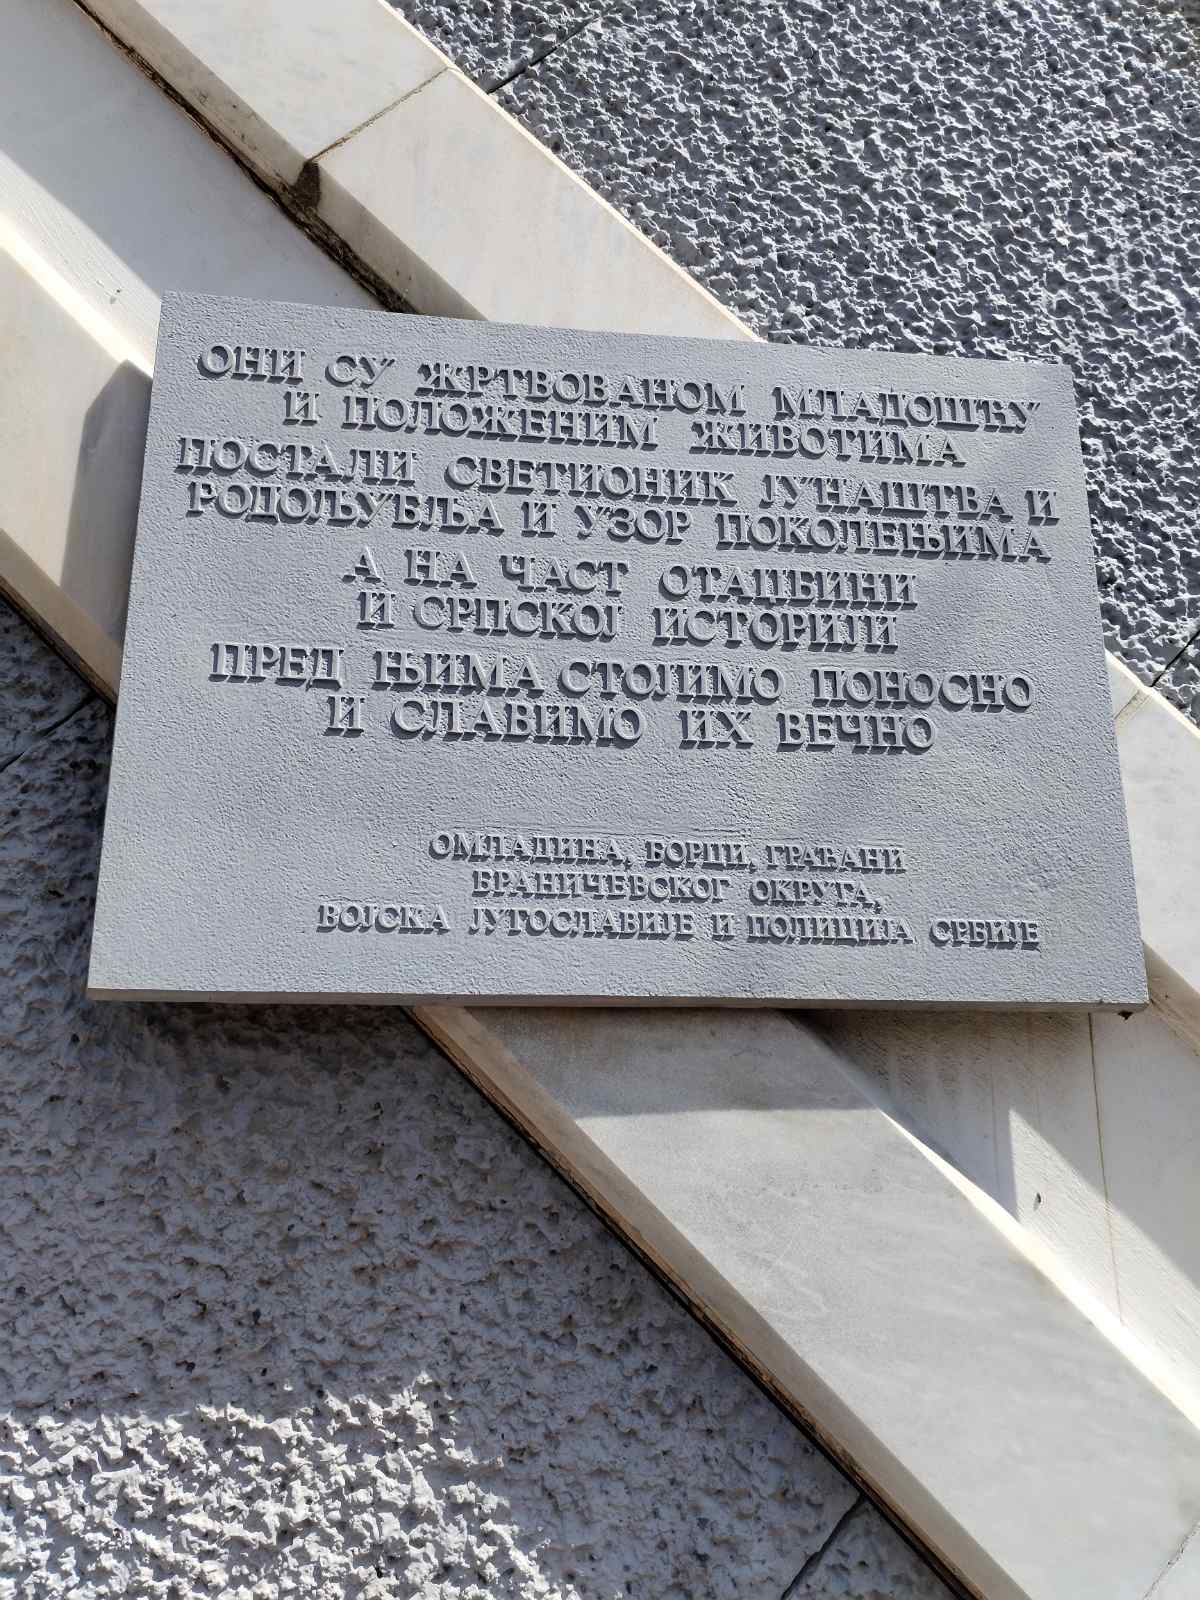 ОНИ СУ ЖРТВОВАНОМ МЛАДОШЋУ
И ПОЛОЖЕНИМ ЖИВОТИМА
ПОСТАЛИ СВЕТИОНИК ЈУНАШТВА И
РОДОЉУБЉА И УЗОР ПОКОЛЕЊИМА
А НА ЧАСТ ОТАЏБИНИ
И СРПСКОЈ ИСТОРИЈИ
ПРЕД ЊИМА СТОЈИМО ПОНОСНО
И СЛАВИМО ИХ ВЕЧНО
ОМЛАДИНА, БОРЦИ, ГРАЂАНИ
БРАНИЧЕВСКОГ ОКРУГА,
ВОЈСКА ЈУГОСЛАВИЈЕ И ПОЛИЦИЈА СРБИЈЕ